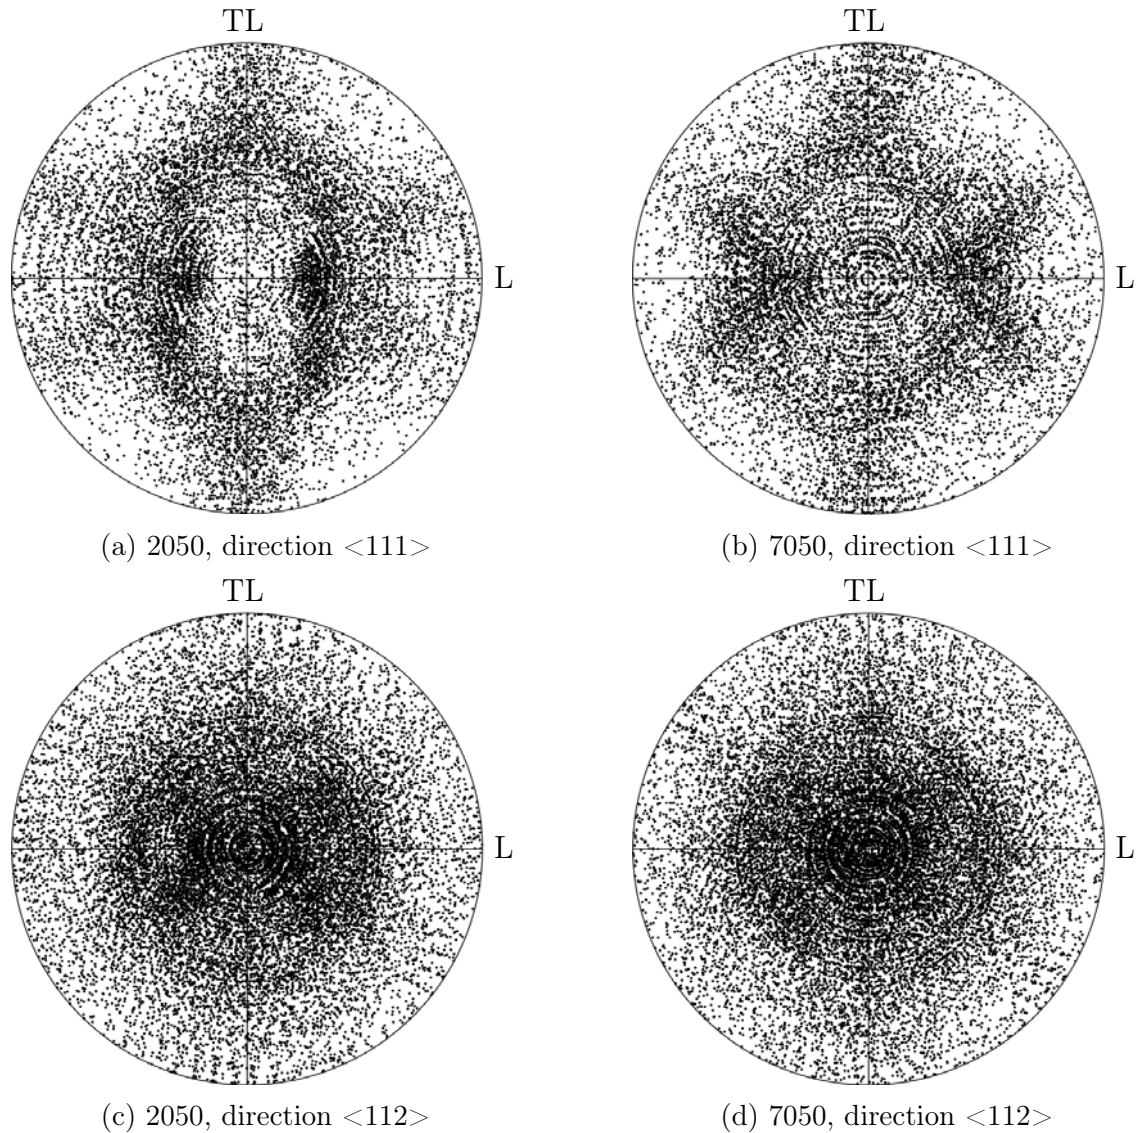 TL TL
L L
(a) 2050, direction <111> (b) 7050, direction <111>
TL TL
L L
(c) 2050, direction <112> (d) 7050, direction <112>